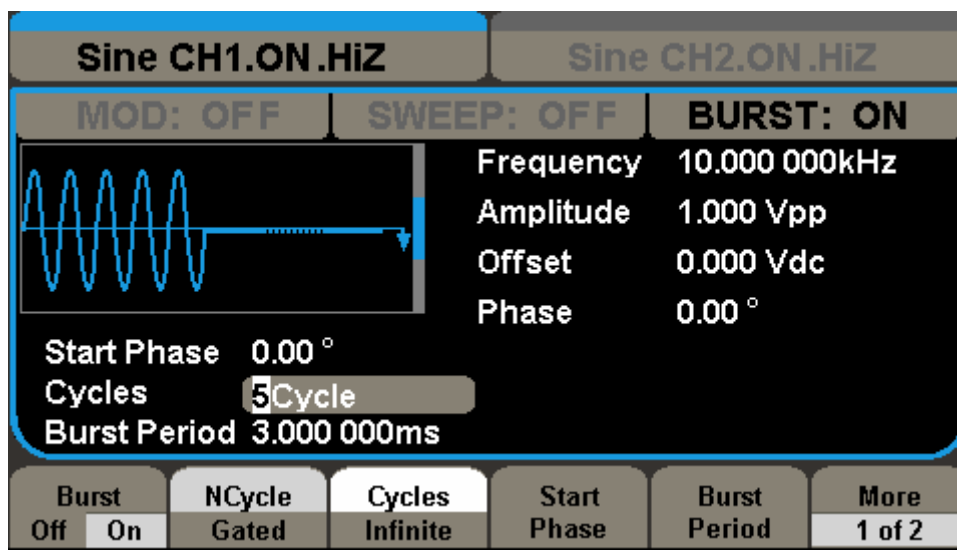 Sine CH1.ON.HiZ Sine CH2.ON.HiZ
MOD: OFF SWEEP: OFF BURST: ON
Frequency 10.000 000kHz
Amplitude 1.000 Vpp
Offset 0.000 Vdc
Phase 0.00 °
Start Phase 0.00 °
Cycles 5Cycle
Burst Period 3.000 000ms
Burst NCycle Cycles Start Burst More
Off On Gated Infinite Phase Period 1 of 2